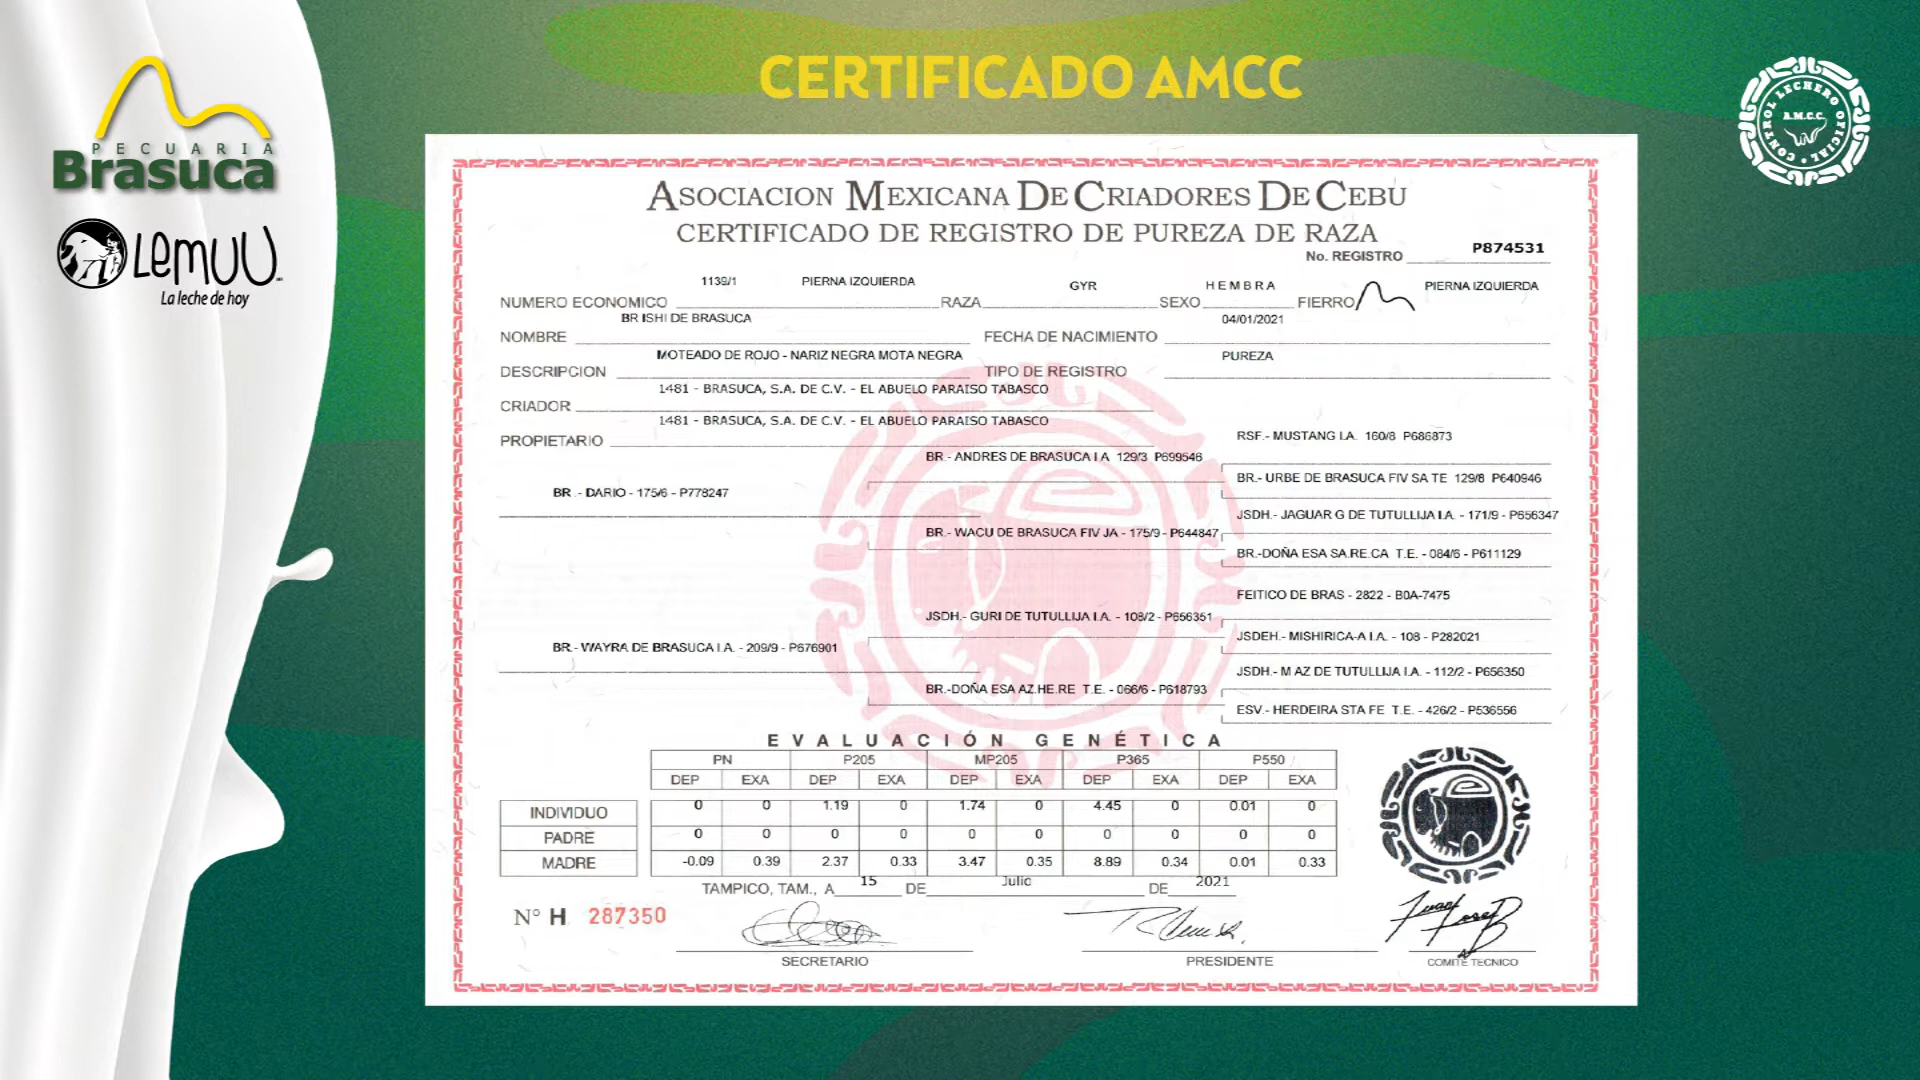 CERTIFICADO AMCC
PECUARIA
Brasuca
Lemuu
La leche de hoy
CONTROL LECHERO OFICIAL
A.M.C.C.
ASOCIACION MEXICANA DE CRIADORES DE CEBU
CERTIFICADO DE REGISTRO DE PUREZA DE RAZA
No. REGISTRO P874531
NUMERO ECONOMICO 1139/1 PIERNA IZQUIERDA RAZA GYR SEXO HEMBRA FIERRO PIERNA IZQUIERDA
NOMBRE BR ISHI DE BRASUCA FECHA DE NACIMIENTO 04/01/2021
DESCRIPCION MOTEADO DE ROJO - NARIZ NEGRA MOTA NEGRA TIPO DE REGISTRO PUREZA
CRIADOR 1481 - BRASUCA, S.A. DE C.V. - EL ABUELO PARAISO TABASCO
PROPIETARIO 1481 - BRASUCA, S.A. DE C.V. - EL ABUELO PARAISO TABASCO
RSF.- MUSTANG I.A. 160/8 P686873
BR.- ANDRES DE BRASUCA I A 129/3 P699546
BR.- URBE DE BRASUCA FIV SA TE 129/8 P640946
BR .- DARIO - 175/6 - P778247
JSDH.- JAGUAR G DE TUTULLIJA I.A. - 171/9 - P656347
BR.- WACU DE BRASUCA FIV JA - 175/9 - P644847
BR.-DOÑA ESA SA.RE.CA T.E. - 084/6 - P611129
FEITICO DE BRAS - 2822 - B0A-7475
JSDH.- GURI DE TUTULLIJA I.A. - 108/2 - P656351
JSDEH.- MISHIRICA-A I.A. - 108 - P282021
BR.- WAYRA DE BRASUCA I.A. - 209/9 - P676901
JSDH.- M AZ DE TUTULLIJA I.A. - 112/2 - P656350
BR.-DOÑA ESA AZ.HE.RE T.E. - 066/6 - P618793
ESV.- HERDEIRA STA FE T.E. - 426/2 - P536556
EVALUACIÓN GENÉTICA
PN P205 MP205 P365 P550
DEP EXA DEP EXA DEP EXA DEP EXA DEP EXA
INDIVIDUO 0 0 1.19 0 1.74 0 4.45 0 0.01 0
PADRE 0 0 0 0 0 0 0 0 0 0
MADRE -0.09 0.39 2.37 0.33 3.47 0.35 8.89 0.34 0.01 0.33
TAMPICO, TAM., A 15 DE Julio DE 2021
N° H 287350
SECRETARIO
PRESIDENTE
COMITE TECNICO